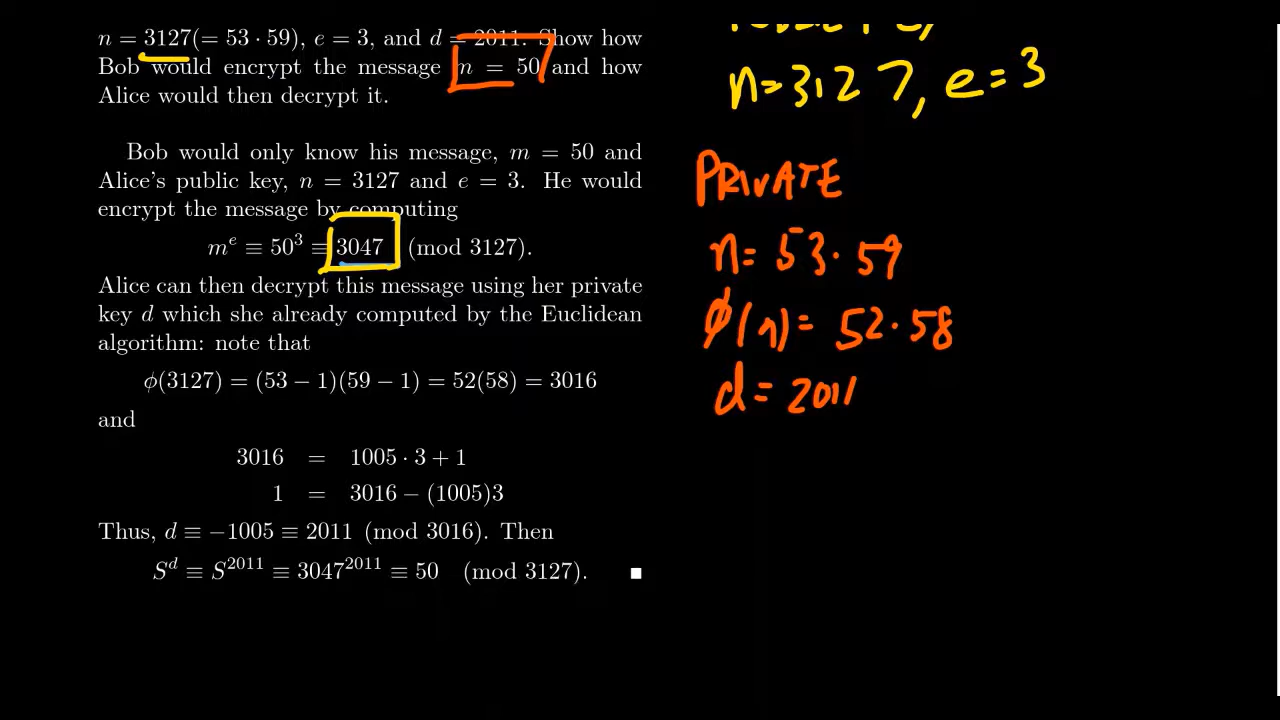 n = 3127(= 53 · 59), e = 3, and d = 2011. Show how
Bob would encrypt the message m = 50 and how
Alice would then decrypt it.
Bob would only know his message, m = 50 and
Alice's public key, n = 3127 and e = 3. He would
encrypt the message by computing
m^e ≡ 50^3 ≡ 3047 (mod 3127).
Alice can then decrypt this message using her private
key d which she already computed by the Euclidean
algorithm: note that
ϕ(3127) = (53 − 1)(59 − 1) = 52(58) = 3016
and
3016 = 1005 · 3 + 1
1 = 3016 − (1005)3
Thus, d ≡ −1005 ≡ 2011 (mod 3016). Then
S^d ≡ S^2011 ≡ 3047^2011 ≡ 50 (mod 3127).
n=3127, e=3
PRIVATE
n= 53·59
ϕ(n)= 52·58
d= 2011